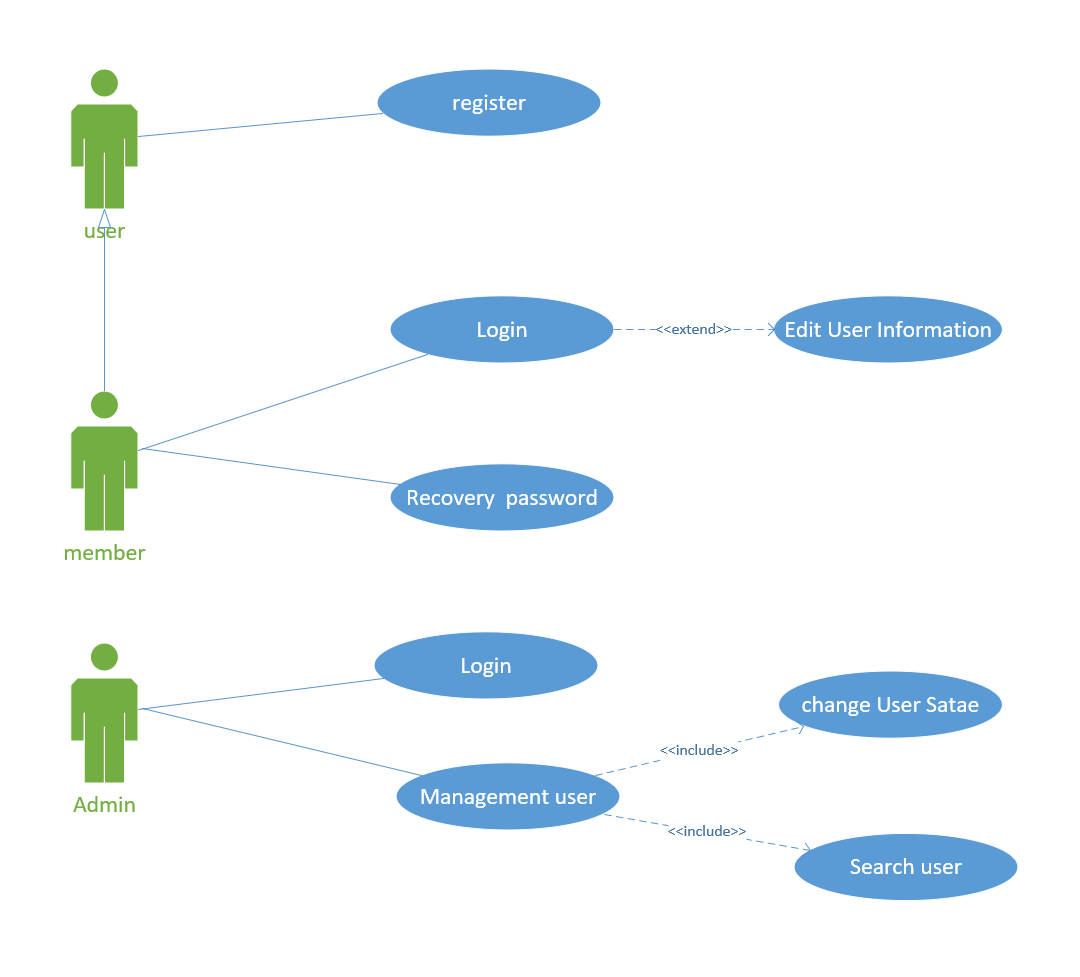 register
user
Login
<<extend>>
Edit User Information
Recovery  password
member
Login
change User Satae
<<include>>
Management user
Admin
<<include>>
Search user